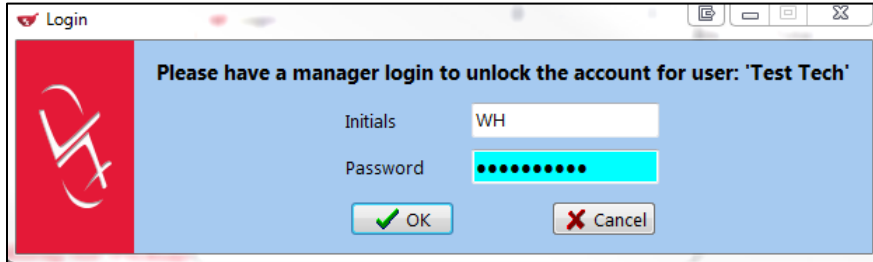 Login
Please have a manager login to unlock the account for user: 'Test Tech'
Initials WH
Password ●●●●●●●●●●
OK Cancel